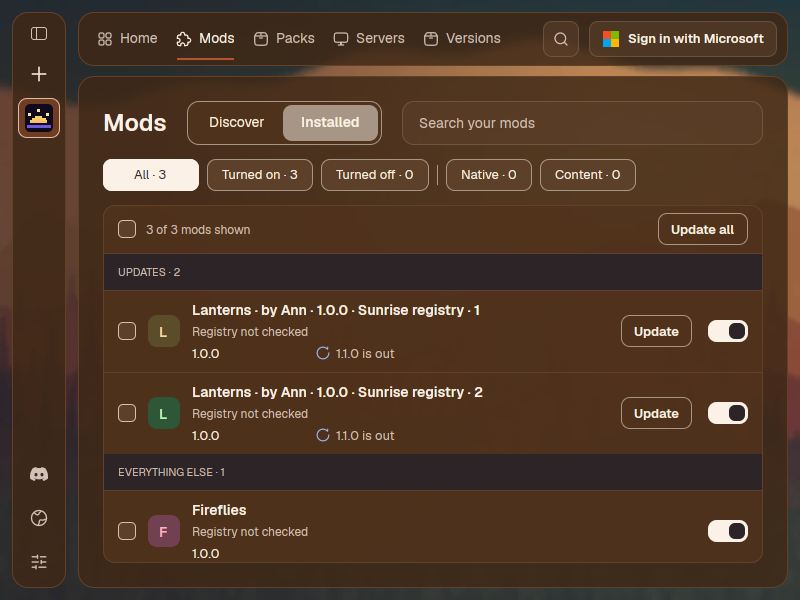 Home
Mods
Packs
Servers
Versions
Sign in with Microsoft
Mods
Discover
Installed
Search your mods
All · 3
Turned on · 3
Turned off · 0
Native · 0
Content · 0
3 of 3 mods shown
Update all
UPDATES · 2
Lanterns · by Ann · 1.0.0 · Sunrise registry · 1
Registry not checked
1.0.0
1.1.0 is out
Update
L
Lanterns · by Ann · 1.0.0 · Sunrise registry · 2
Registry not checked
1.0.0
1.1.0 is out
Update
L
EVERYTHING ELSE · 1
Fireflies
Registry not checked
1.0.0
F